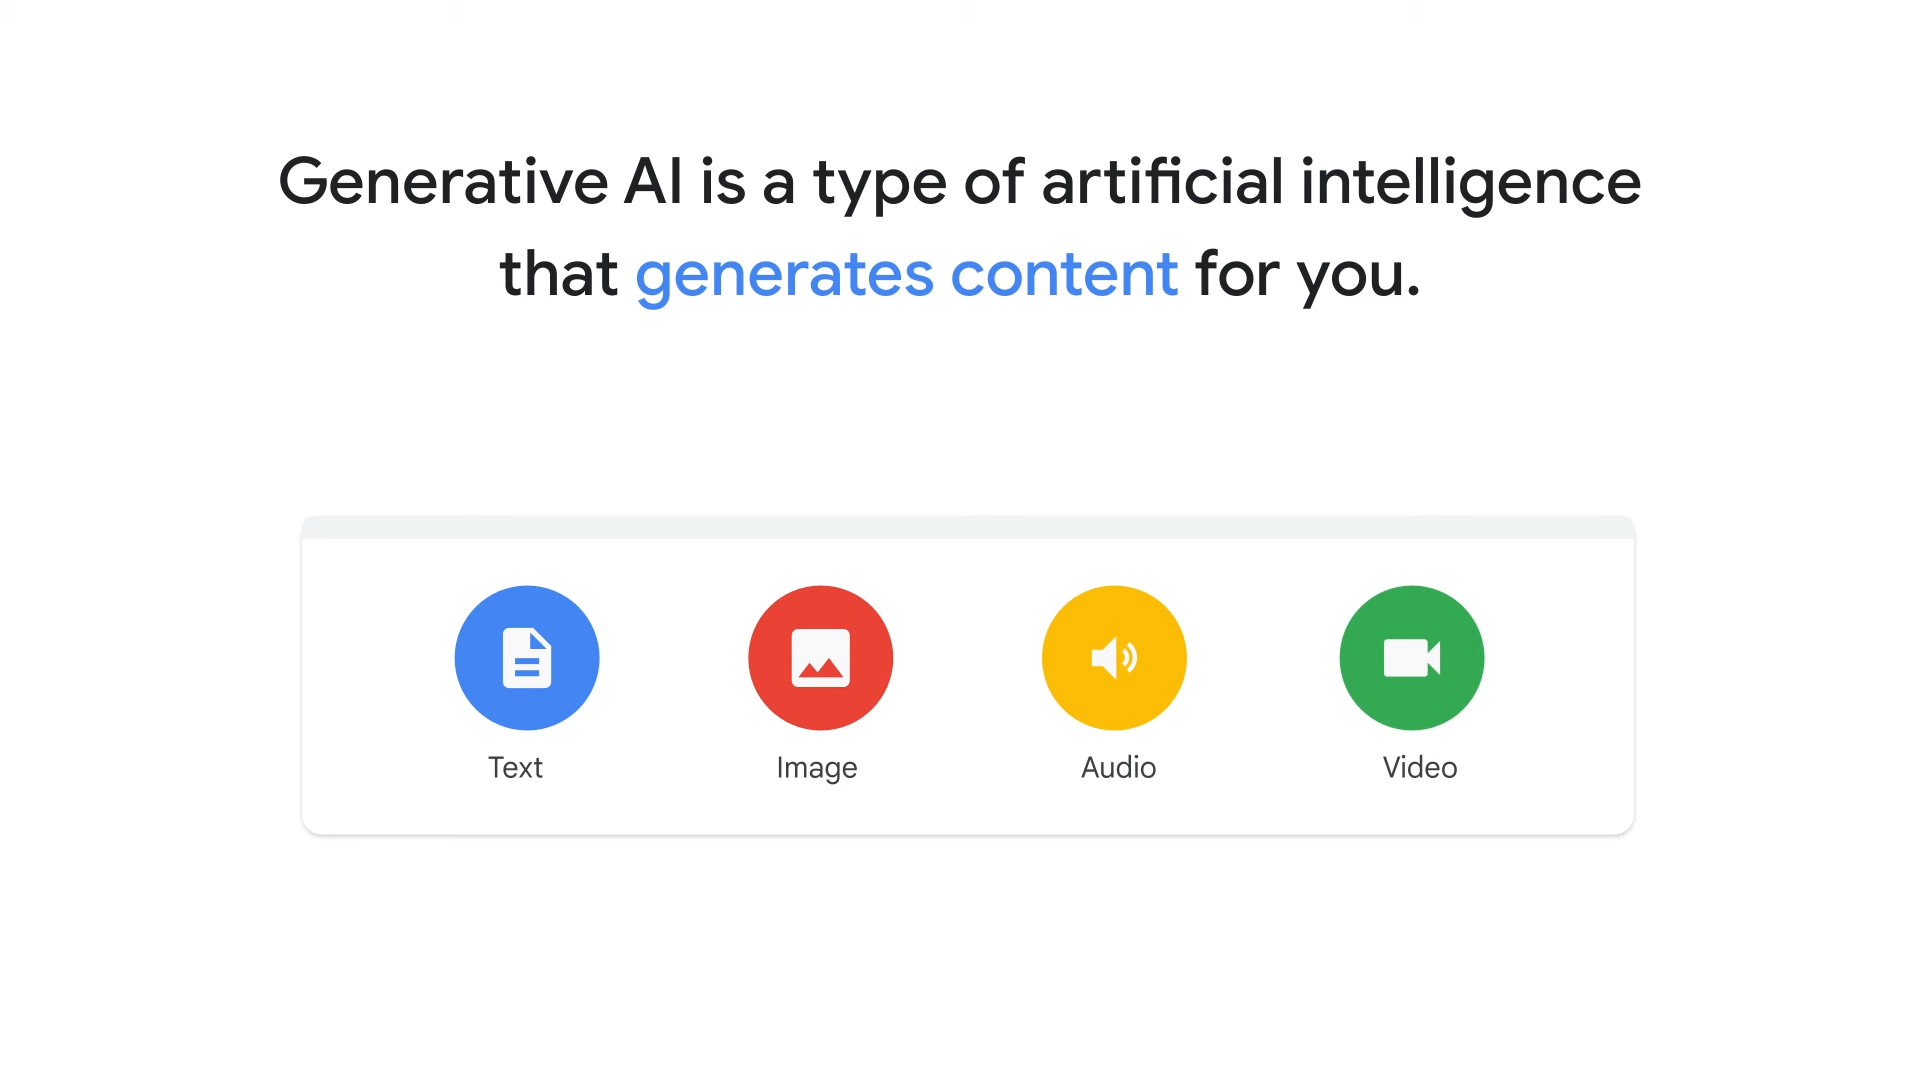 Generative AI is a type of artificial intelligence
that generates content for you.
Text
Image
Audio
Video